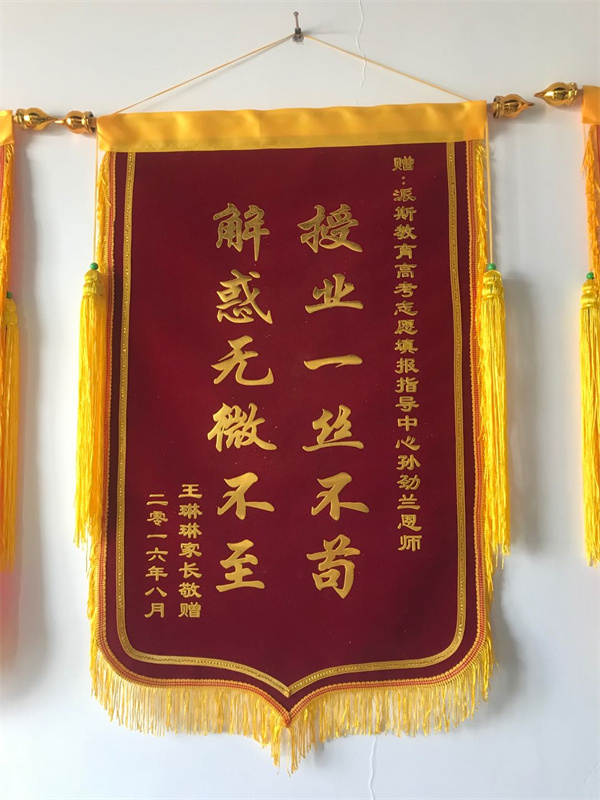 赠：派斯教育高考志愿填报指导中心孙劲兰恩师
授业一丝不苟
解惑无微不至
王琳琳家长敬赠
二零一六年八月